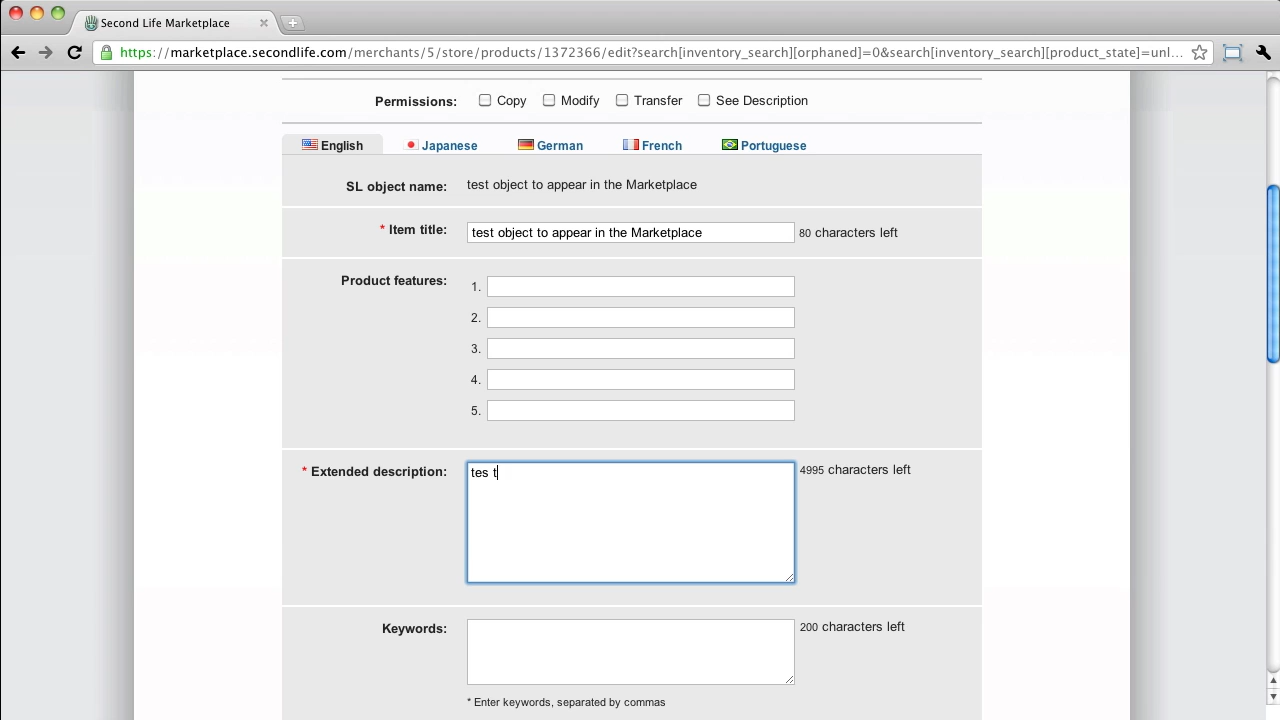 Second Life Marketplace
https://marketplace.secondlife.com/merchants/5/store/products/1372366/edit?search[inventory_search][orphaned]=0&search[inventory_search][product_state]=unl...
Permissions: Copy Modify Transfer See Description
English Japanese German French Portuguese
SL object name: test object to appear in the Marketplace
* Item title: test object to appear in the Marketplace 80 characters left
Product features: 1.
2.
3.
4.
5.
* Extended description: tes t 4995 characters left
Keywords: 200 characters left
* Enter keywords, separated by commas